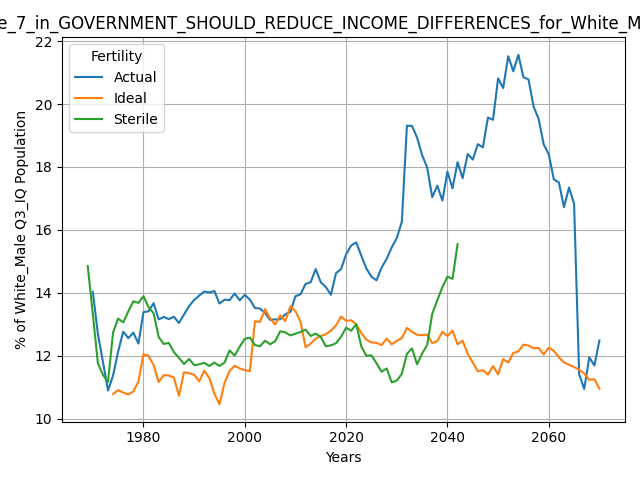 e_7_in_GOVERNMENT_SHOULD_REDUCE_INCOME_DIFFERENCES_for_White_M
22
20
18
16
14
12
10
% of White_Male Q3_IQ Population
Fertility
Actual
Ideal
Sterile
1980
2000
2020
2040
2060
Years